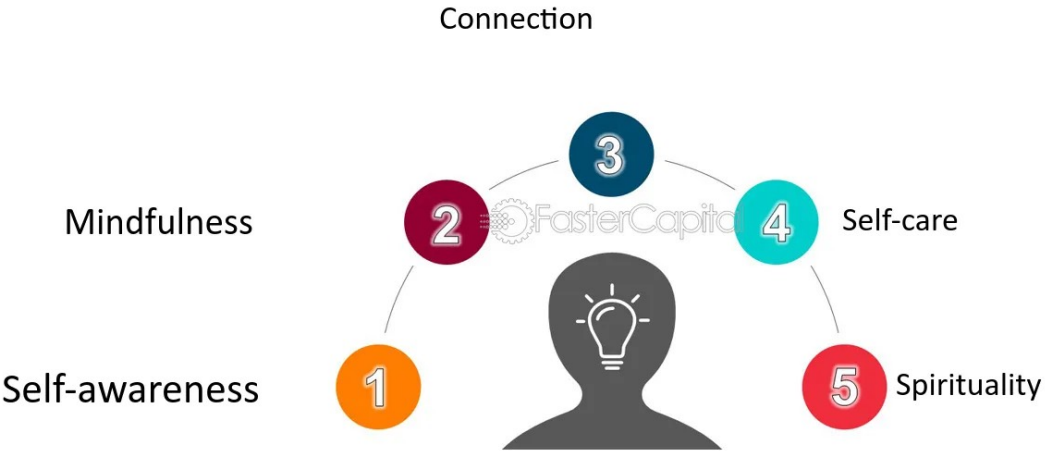 Connection
3
Mindfulness
2
FasterCapital
4
Self-care
Self-awareness
1
5
Spirituality